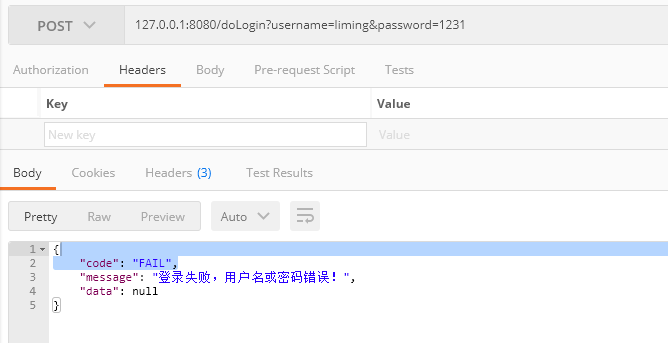 POST 127.0.0.1:8080/doLogin?username=liming&password=1231
Authorization Headers Body Pre-request Script Tests
Key Value
New key Value
Body Cookies Headers (3) Test Results
Pretty Raw Preview Auto
1 {
2 "code": "FAIL",
3 "message": "登录失败，用户名或密码错误！",
4 "data": null
5 }